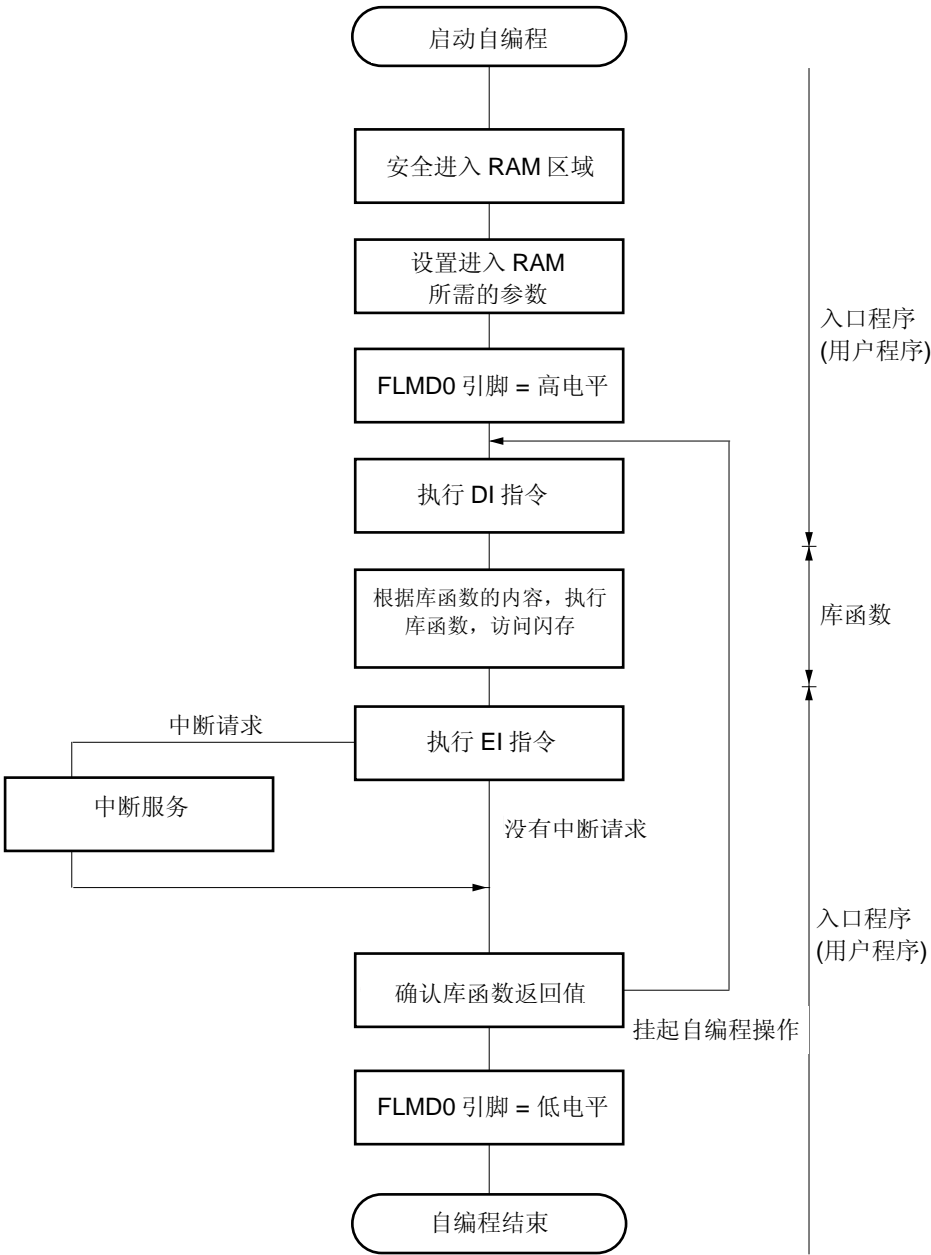 启动自编程
安全进入 RAM 区域
设置进入 RAM
所需的参数
入口程序
(用户程序)
FLMD0 引脚 = 高电平
执行 DI 指令
根据库函数的内容，执行
库函数，访问闪存
库函数
中断请求
执行 EI 指令
中断服务
没有中断请求
入口程序
(用户程序)
确认库函数返回值
挂起自编程操作
FLMD0 引脚 = 低电平
自编程结束